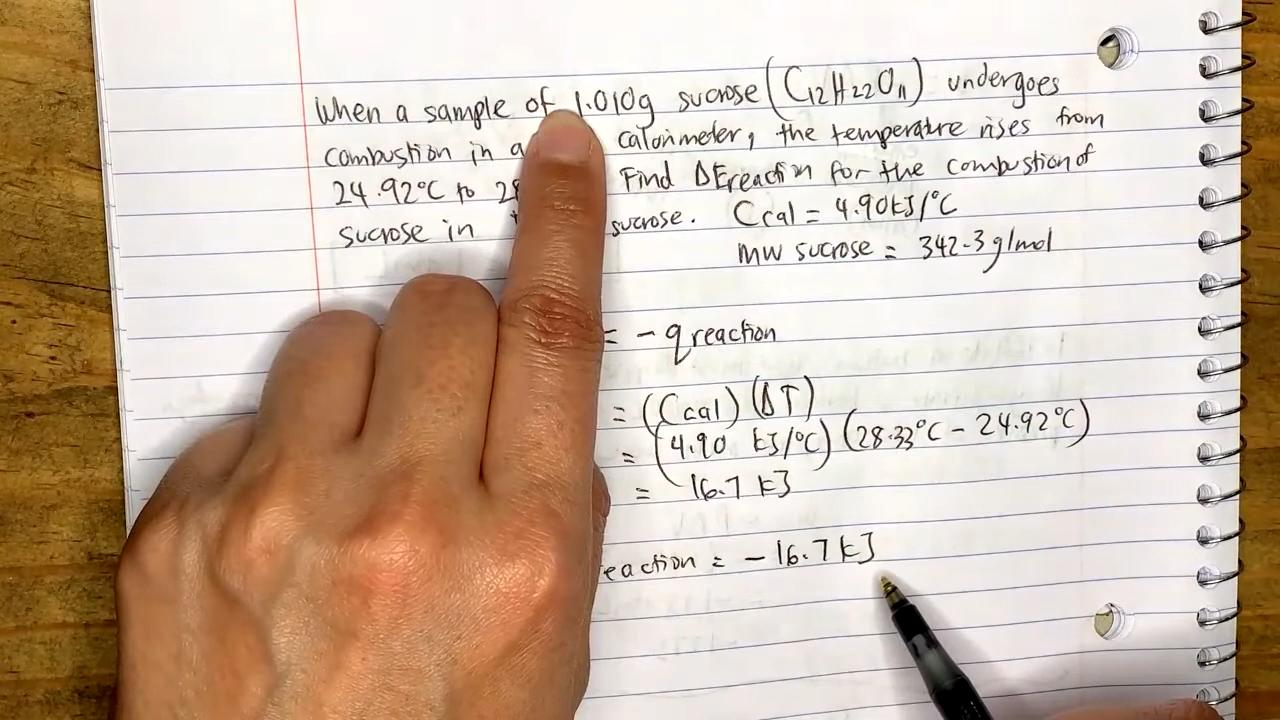 When a sample of 1.010g sucrose (C12H22O11) undergoes
combustion in a calorimeter, the temperature rises from
24.92°C to 28 Find ΔEreaction for the combustion of
sucrose in sucrose. Ccal = 4.90kJ/°C
MW sucrose = 342.3 g/mol
= - q reaction
= (Ccal) (ΔT)
= (4.90 kJ/°C) (28.33°C - 24.92°C)
= 16.7 kJ
eaction = -16.7 kJ